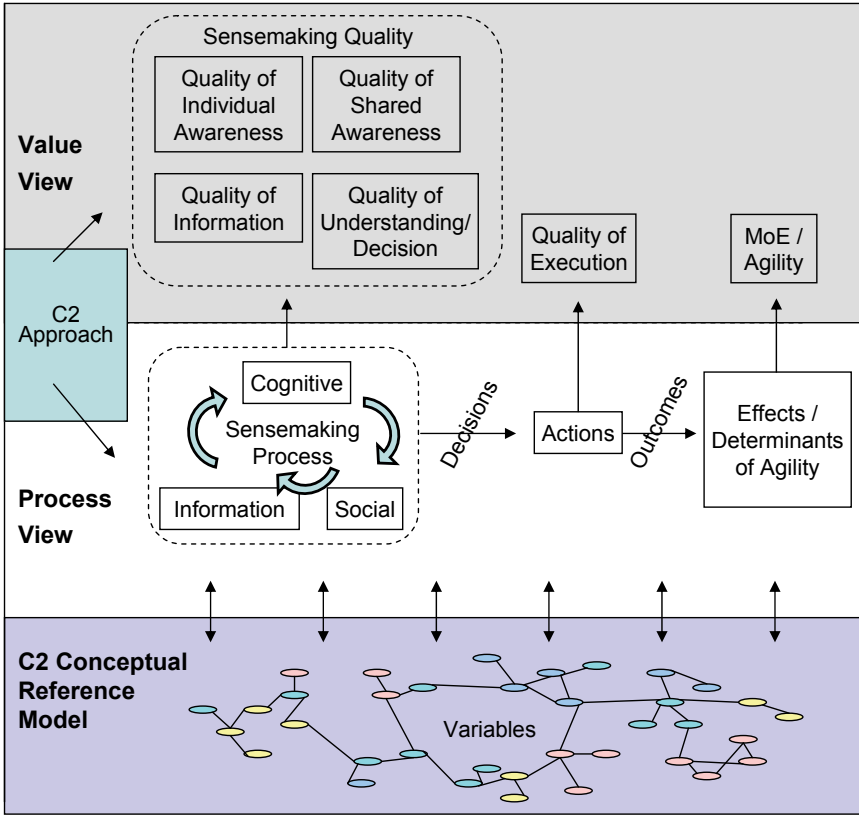 Sensemaking Quality
Quality of
Individual
Awareness
Quality of
Shared
Awareness
Value
View
Quality of
Information
Quality of
Understanding/
Decision
Quality of
Execution
MoE /
Agility
C2
Approach
Cognitive
Sensemaking
Process
Information
Social
Decisions
Actions
Outcomes
Effects /
Determinants
of Agility
Process
View
C2 Conceptual
Reference
Model
Variables